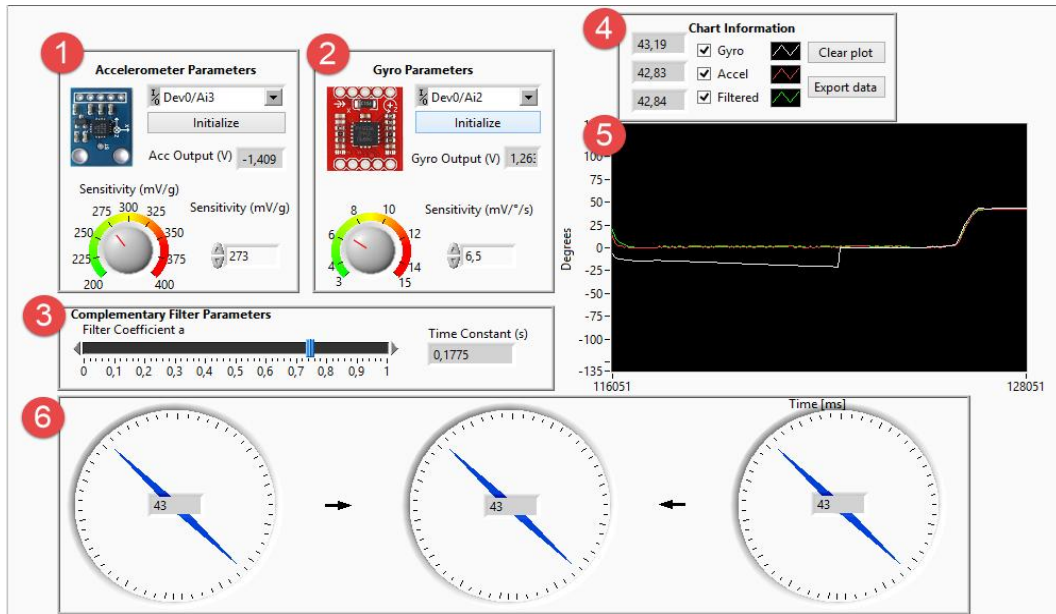 1
Accelerometer Parameters
Dev0/Ai3
Initialize
Acc Output (V) -1,409
Sensitivity (mV/g)
200 225 250 275 300 325 350 375 400
Sensitivity (mV/g)
273
2
Gyro Parameters
Dev0/Ai2
Initialize
Gyro Output (V) 1,263
3 4 6 8 10 12 14 15
Sensitivity (mV/°/s)
6,5
3
Complementary Filter Parameters
Filter Coefficient a
0 0,1 0,2 0,3 0,4 0,5 0,6 0,7 0,8 0,9 1
Time Constant (s)
0,1775
4
Chart Information
43,19 Gyro Clear plot
42,83 Accel
42,84 Filtered Export data
5
Degrees
100
75
50
25
0
-25
-50
-75
-100
-135
116051 128051
Time [ms]
6
43 43 43